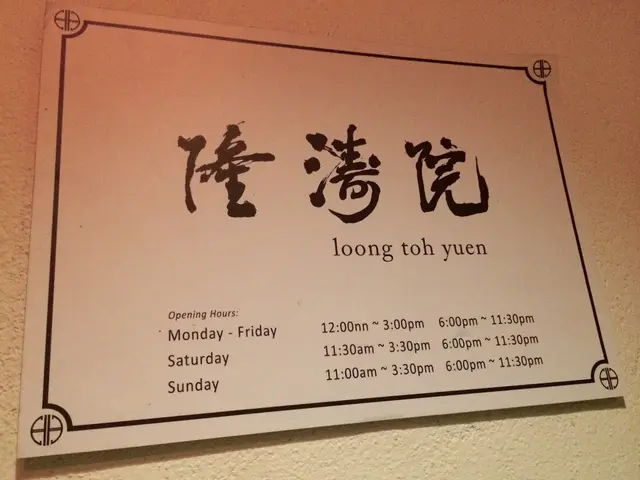 隆濤院
loong toh yuen
Opening Hours:
Monday - Friday 12:00nn ~ 3:00pm 6:00pm ~ 11:30pm
Saturday 11:30am ~ 3:30pm 6:00pm ~ 11:30pm
Sunday 11:00am ~ 3:30pm 6:00pm ~ 11:30pm